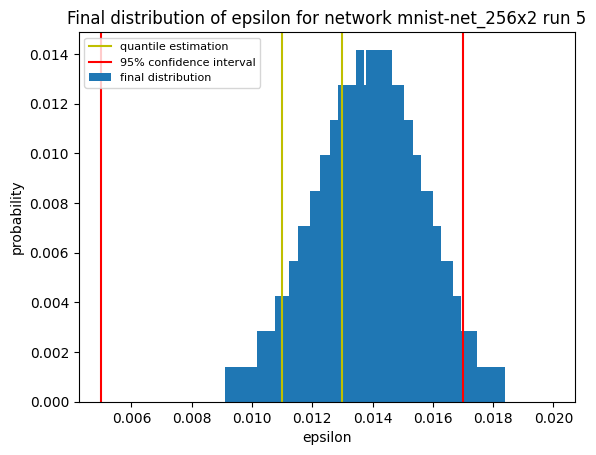 Final distribution of epsilon for network mnist-net_256x2 run 5
quantile estimation
95% confidence interval
final distribution
probability
0.014
0.012
0.010
0.008
0.006
0.004
0.002
0.000
0.006 0.008 0.010 0.012 0.014 0.016 0.018 0.020
epsilon